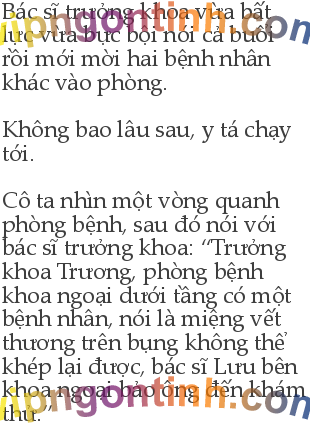 Bác sĩ trưởng khoa vừa bất
lực vừa bực bội nói cả buổi
rồi mới mời hai bệnh nhân
khác vào phòng.
Không bao lâu sau, y tá chạy
tới.
Cô ta nhìn một vòng quanh
phòng bệnh, sau đó nói với
bác sĩ trưởng khoa: “Trưởng
khoa Trương, phòng bệnh
khoa ngoại dưới tầng có một
bệnh nhân, nói là miệng vết
thương trên bụng không thể
khép lại được, bác sĩ Lưu bên
khoa ngoại bảo ông đến khám
thử.”
vipngontinh.com
vipngontinh.com